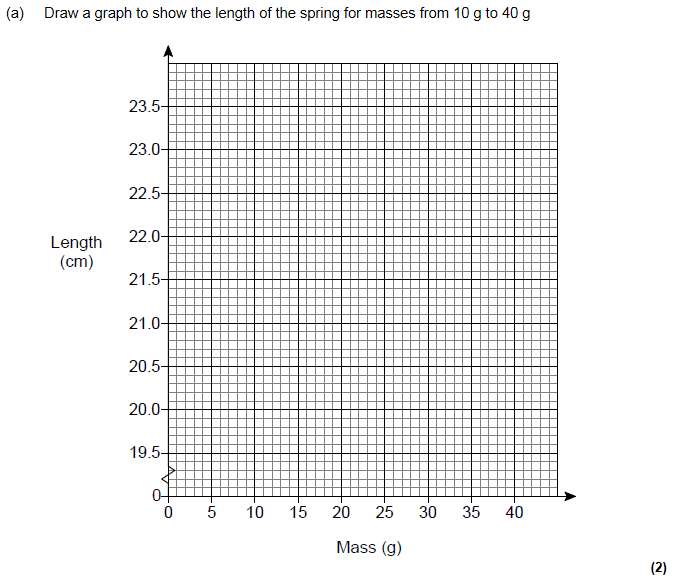 (a) Draw a graph to show the length of the spring for masses from 10 g to 40 g
23.5
23.0
22.5
22.0
Length
(cm)
21.5
21.0
20.5
20.0
19.5
0
0 5 10 15 20 25 30 35 40
Mass (g)
(2)